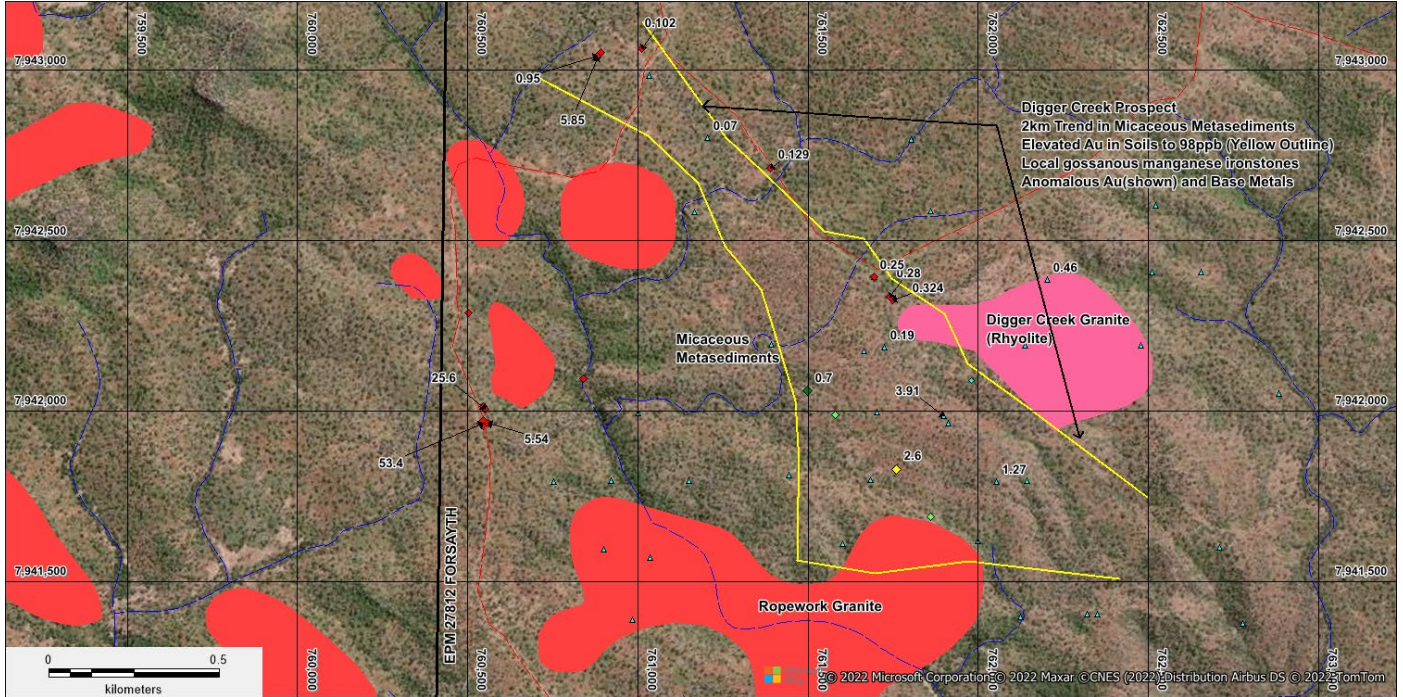 759,500
760,000
760,500
761,500
762,000
762,500
0.102
7,943,000
7,943,000
0.95
5.85
0.07
0.129
Digger Creek Prospect
2km Trend in Micaceous Metasediments
Elevated Au in Soils to 98ppb (Yellow Outline)
Local gossanous manganese ironstones
Anomalous Au(shown) and Base Metals
7,942,500
7,942,500
0.25
0.28
0.324
0.46
Digger Creek Granite
(Rhyolite)
Micaceous
Metasediments
0.19
25.6
0.7
3.91
7,942,000
7,942,000
5.54
53.4
2.6
1.27
EPM 27812 FORSAYTH
7,941,500
7,941,500
Ropework Granite
0
0.5
kilometers
760,000
760,500
761,000
761,500
© 2022 Microsoft Corporation © 2022 Maxar ©CNES (2022) Distribution Airbus DS © 2022 TomTom